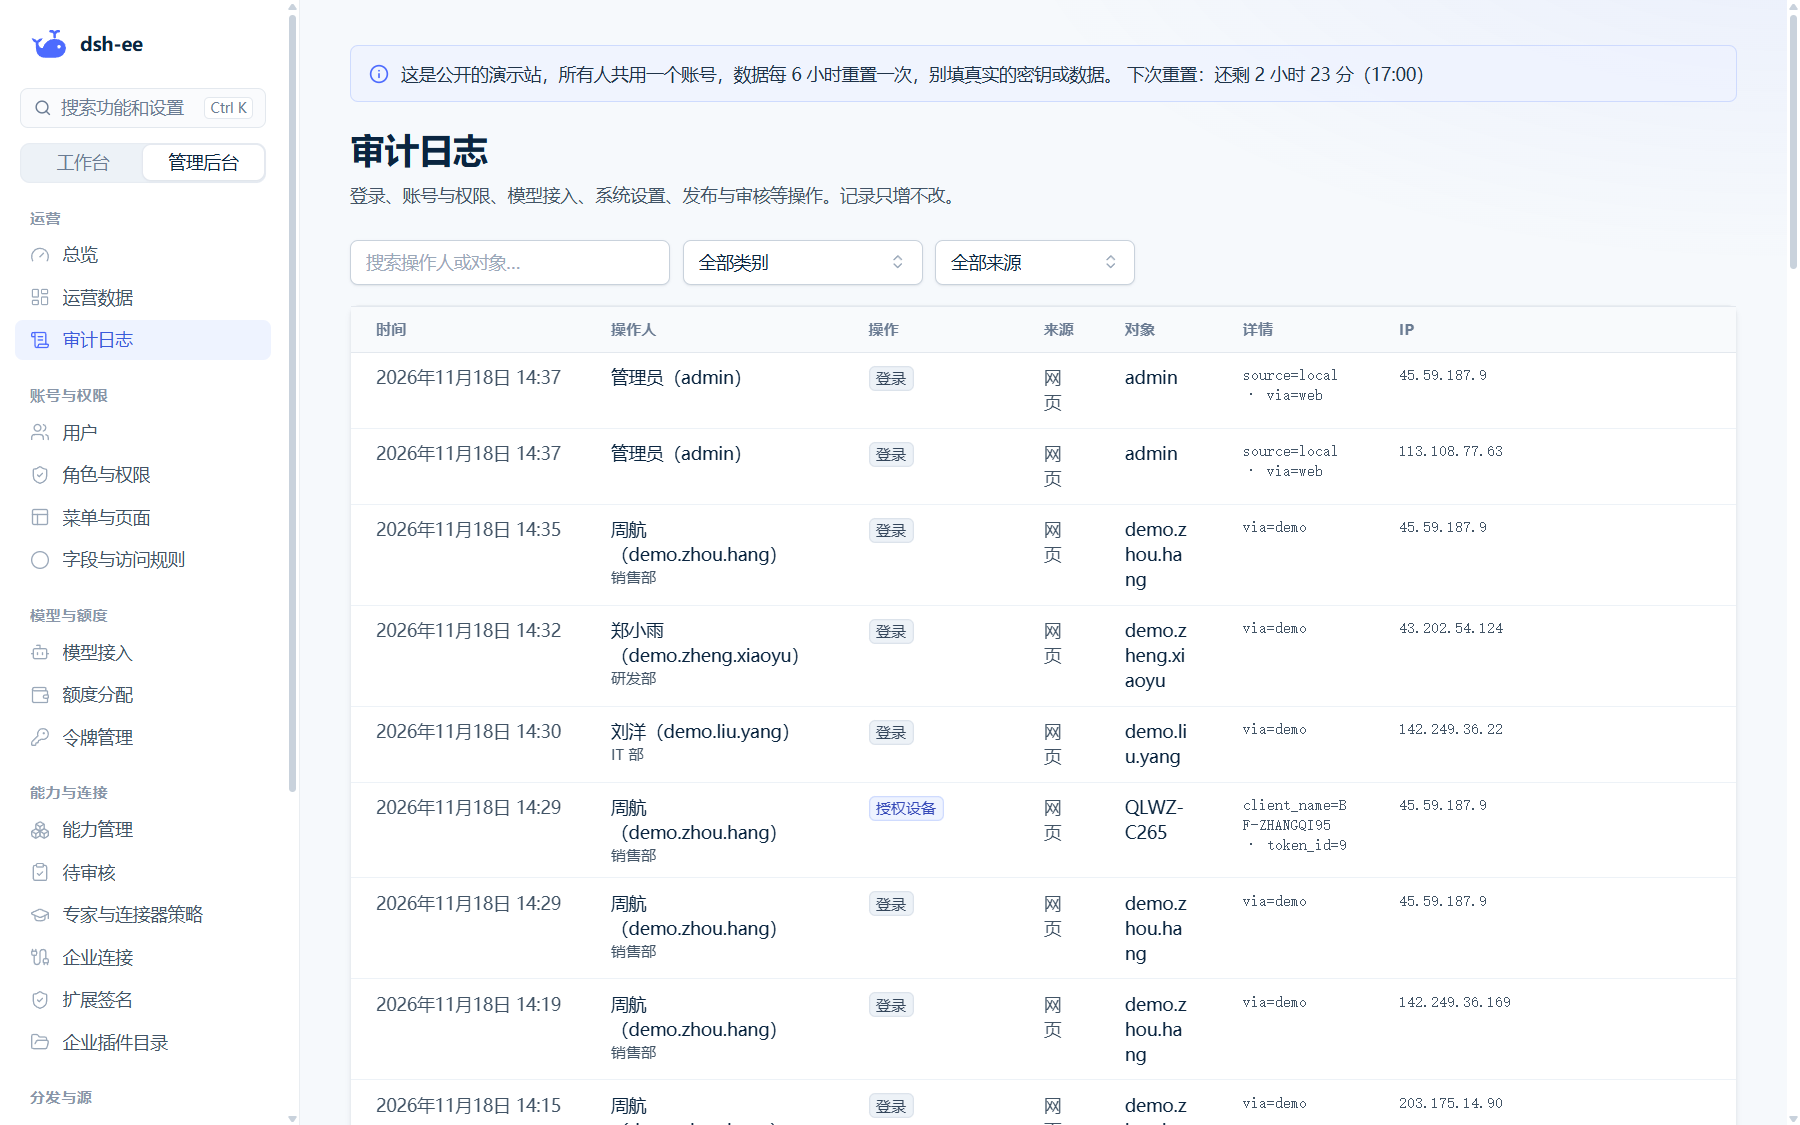 dsh-ee
搜索功能和设置 Ctrl K
工作台 管理后台
运营
总览
运营数据
审计日志
账号与权限
用户
角色与权限
菜单与页面
字段与访问规则
模型与额度
模型接入
额度分配
令牌管理
能力与连接
能力管理
待审核
专家与连接器策略
企业连接
扩展签名
企业插件目录
分发与源
这是公开的演示站，所有人共用一个账号，数据每 6 小时重置一次，别填真实的密钥或数据。 下次重置：还剩 2 小时 23 分（17:00）
审计日志
登录、账号与权限、模型接入、系统设置、发布与审核等操作。记录只增不改。
搜索操作人或对象... 全部类别 全部来源
时间 操作人 操作 来源 对象 详情 IP
2026年11月18日 14:37 管理员（admin） 登录 网 admin source=local 45.59.187.9
页 · via=web
2026年11月18日 14:37 管理员（admin） 登录 网 admin source=local 113.108.77.63
页 · via=web
2026年11月18日 14:35 周航 登录 网 demo.z via=demo 45.59.187.9
（demo.zhou.hang） 页 hou.ha
销售部 ng
2026年11月18日 14:32 郑小雨 登录 网 demo.z via=demo 43.202.54.124
（demo.zheng.xiaoyu） 页 heng.xi
研发部 aoyu
2026年11月18日 14:30 刘洋（demo.liu.yang） 登录 网 demo.li via=demo 142.249.36.22
IT 部 页 u.yang
2026年11月18日 14:29 周航 授权设备 网 QLWZ- client_name=B 45.59.187.9
（demo.zhou.hang） 页 C265 F-ZHANGQI95
销售部 · token_id=9
2026年11月18日 14:29 周航 登录 网 demo.z via=demo 45.59.187.9
（demo.zhou.hang） 页 hou.ha
销售部 ng
2026年11月18日 14:19 周航 登录 网 demo.z via=demo 142.249.36.169
（demo.zhou.hang） 页 hou.ha
销售部 ng
2026年11月18日 14:15 周航 登录 网 demo.z via=demo 203.175.14.90